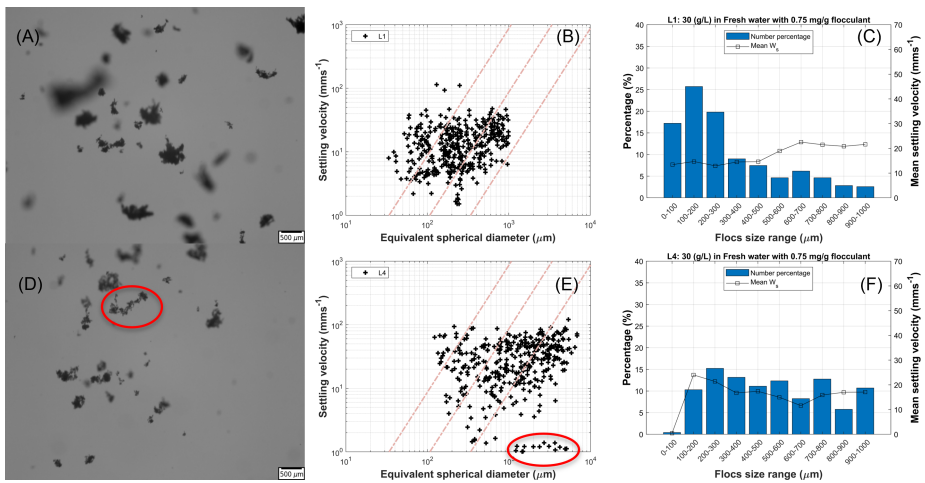 (A)
500 µm
(B)
L1
Settling velocity (mms⁻¹)
10³
10²
10¹
10⁰
10¹ 10² 10³ 10⁴
Equivalent spherical diameter (µm)
L1: 30 (g/L) in Fresh water with 0.75 mg/g flocculant
(C)
Number percentage
Mean Wₛ
Percentage (%)
40
35
30
25
20
15
10
5
0
70
60
50
40
30
20
10
0
Mean settling velocity (mms⁻¹)
0-100 100-200 200-300 300-400 400-500 500-600 600-700 700-800 800-900 900-1000
Flocs size range (µm)
(D)
500 µm
(E)
L4
Settling velocity (mms⁻¹)
10³
10²
10¹
10⁰
10¹ 10² 10³ 10⁴
Equivalent spherical diameter (µm)
L4: 30 (g/L) in Fresh water with 0.75 mg/g flocculant
(F)
Number percentage
Mean Wₛ
Percentage (%)
40
35
30
25
20
15
10
5
0
70
60
50
40
30
20
10
0
Mean settling velocity (mms⁻¹)
0-100 100-200 200-300 300-400 400-500 500-600 600-700 700-800 800-900 900-1000
Flocs size range (µm)